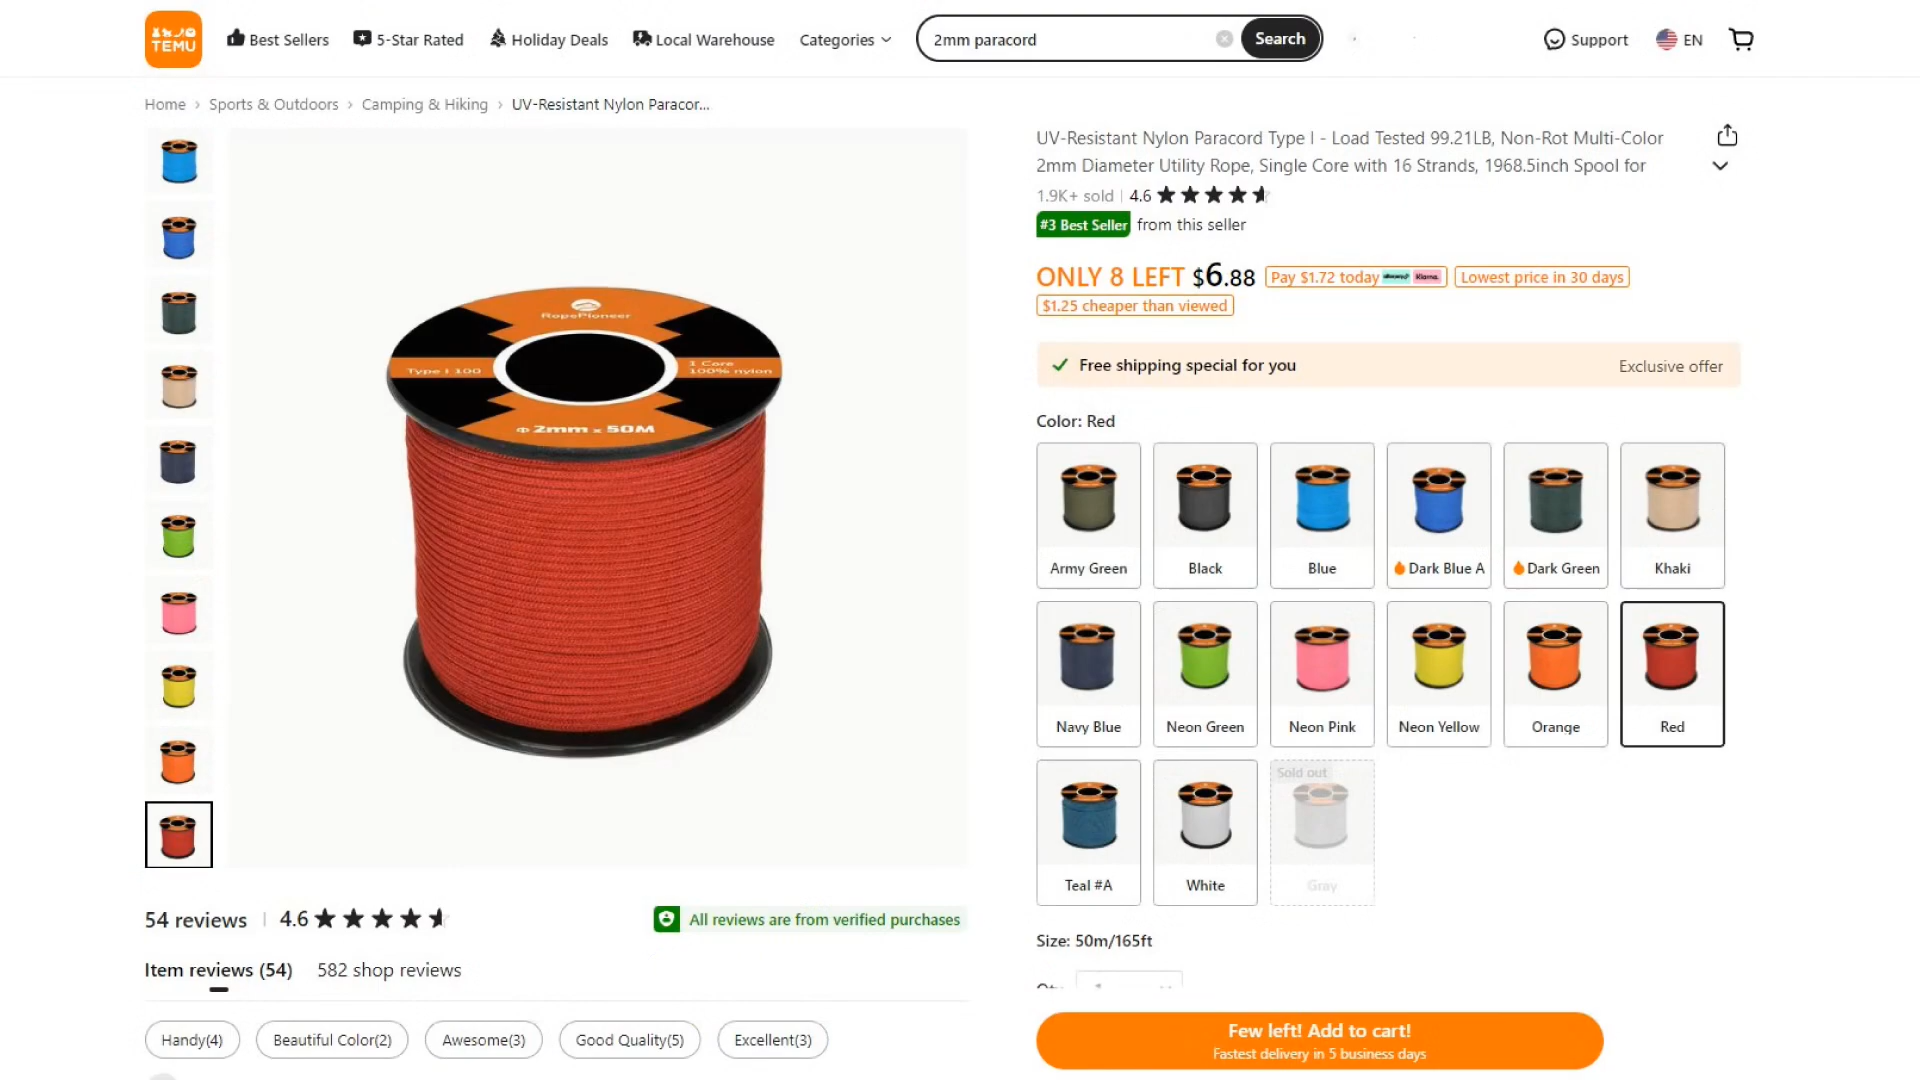 TEMU
Best Sellers
5-Star Rated
Holiday Deals
Local Warehouse
Categories
2mm paracord
Search
Support
EN
Home › Sports & Outdoors › Camping & Hiking › UV-Resistant Nylon Paracor...
UV-Resistant Nylon Paracord Type I - Load Tested 99.21LB, Non-Rot Multi-Color
2mm Diameter Utility Rope, Single Core with 16 Strands, 1968.5inch Spool for
1.9K+ sold | 4.6
#3 Best Seller from this seller
ONLY 8 LEFT $6.88 Pay $1.72 today Klarna. Lowest price in 30 days
$1.25 cheaper than viewed
Free shipping special for you
Exclusive offer
RopePioneer
Type I 100
1 Core
100% nylon
Φ 2mm x 50M
Color: Red
Army Green
Black
Blue
Dark Blue A
Dark Green
Khaki
Navy Blue
Neon Green
Neon Pink
Neon Yellow
Orange
Red
Sold out
Teal #A
White
Gray
54 reviews | 4.6
All reviews are from verified purchases
Size: 50m/165ft
Item reviews (54)
582 shop reviews
Few left! Add to cart!
Fastest delivery in 5 business days
Handy(4)
Beautiful Color(2)
Awesome(3)
Good Quality(5)
Excellent(3)